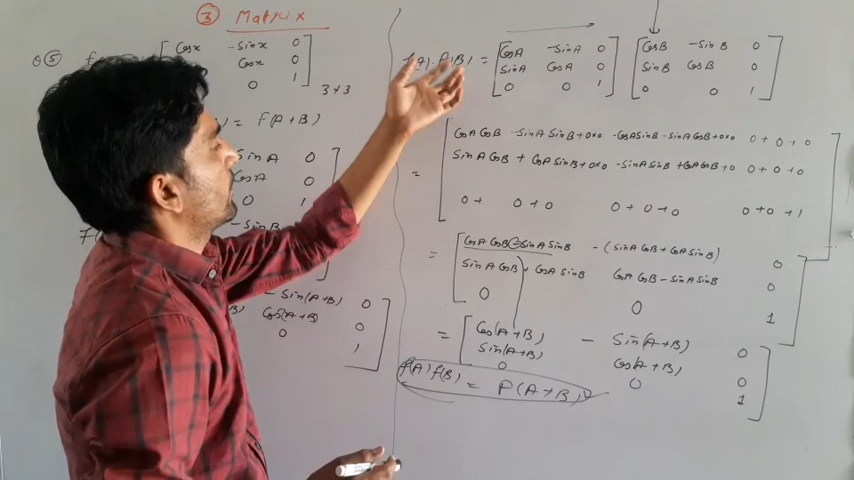 ③ Matrix
Q⑤ f
Cosx -Sinx 0
Cosx 0
0 1
3×3
) = F(A+B)
SinA 0
CosA 0
0 1
-SinB
-Sin(A+B) 0
Cos(A+B) 0
0 1
f(A).f(B) = [CosA -SinA 0] [CosB -SinB 0]
SinA CosA 0 SinB CosB 0
0 0 1 0 0 1
CosA CosB -SinA SinB+0×0 -CosA SinB-SinA CosB+0×0 0+0+0
= SinA CosB + CosA SinB+0×0 -SinA SinB+CosA CosB+0 0+0+0
0+ 0+0 0+0+0 0+0+1
= [CosA CosB-SinA SinB -(SinA CosB+CosA SinB) 0
SinA CosB+CosA SinB CosA CosB-SinA SinB 0
0 0 1
= [Cos(A+B) - Sin(A+B) 0
Sin(A+B) Cos(A+B) 0
0 0 1
f(A)f(B) = F(A+B)